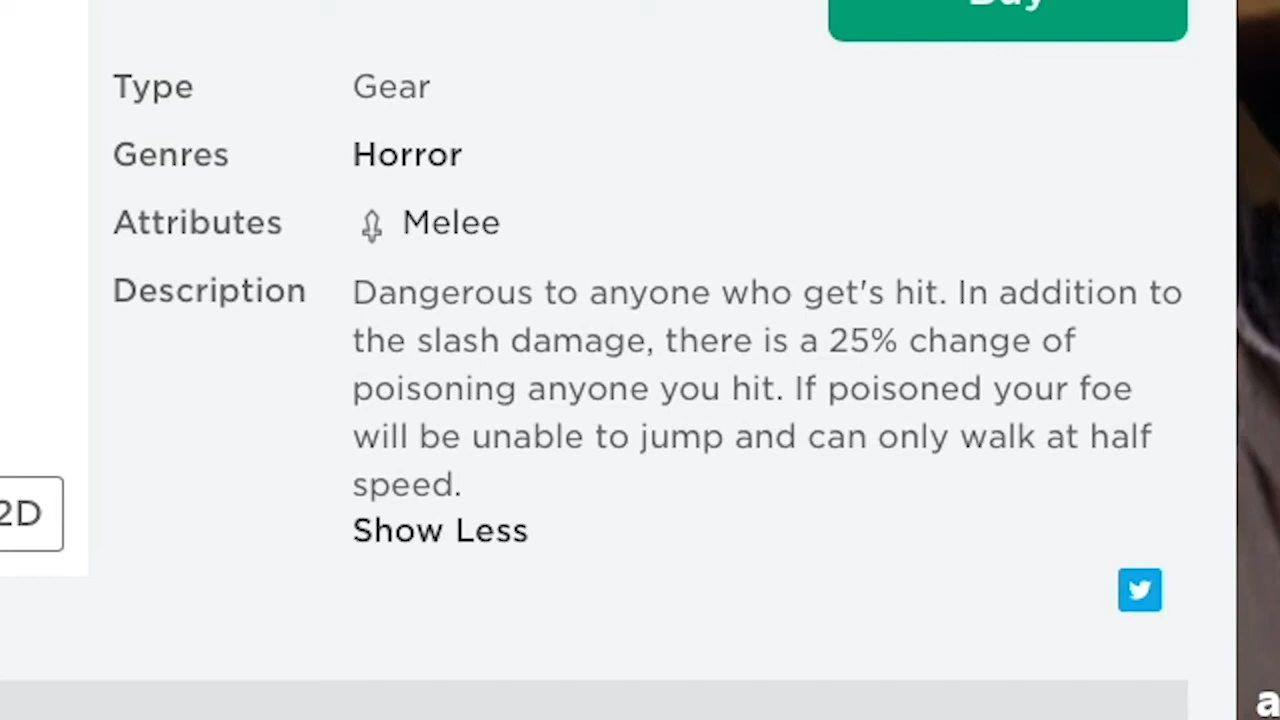 Buy
Type Gear
Genres Horror
Attributes Melee
Description Dangerous to anyone who get's hit. In addition to
the slash damage, there is a 25% change of
poisoning anyone you hit. If poisoned your foe
will be unable to jump and can only walk at half
speed.
Show Less
2D
a